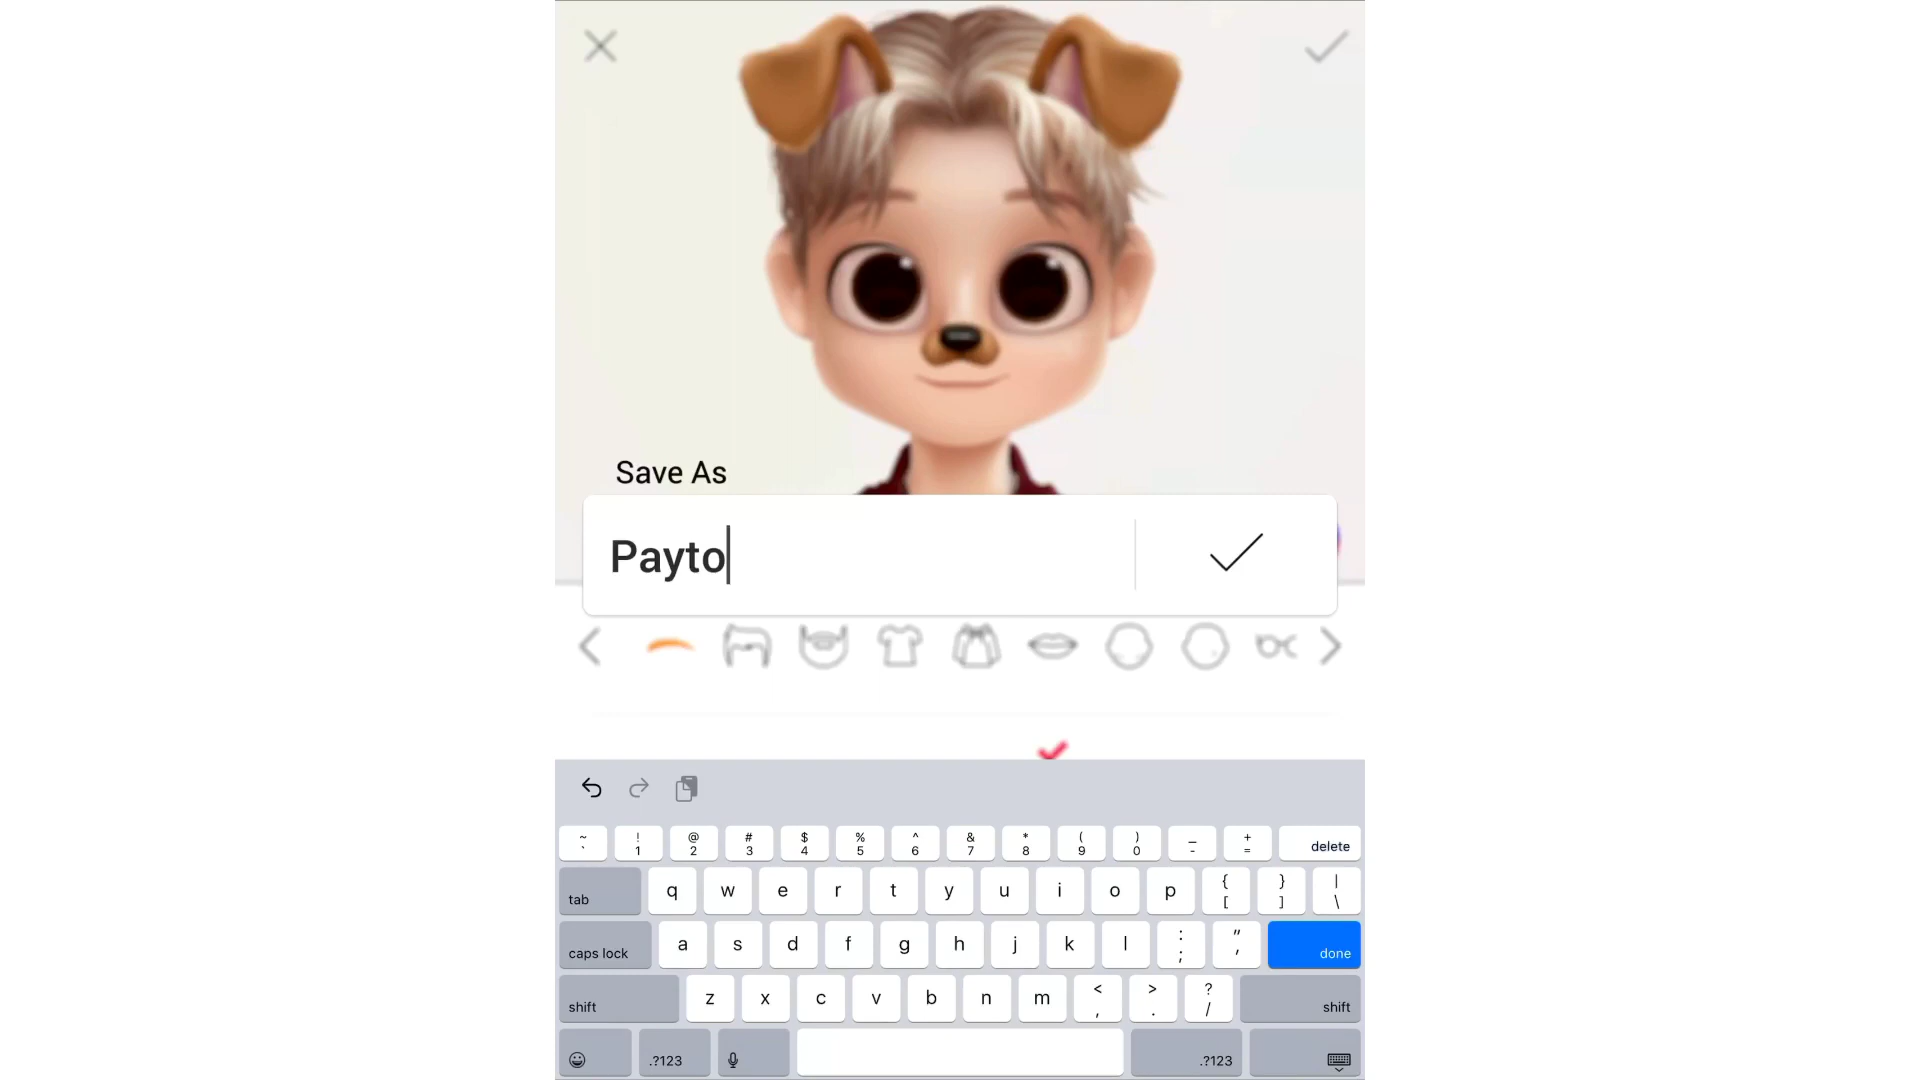 Save As
Payto
~ ! @ # $ % ^ & * ( ) _ +
` 1 2 3 4 5 6 7 8 9 0 - = delete
tab q w e r t y u i o p { [ } ] | \
caps lock a s d f g h j k l : ; " ' done
shift z x c v b n m < , > . ? / shift
.?123 .?123